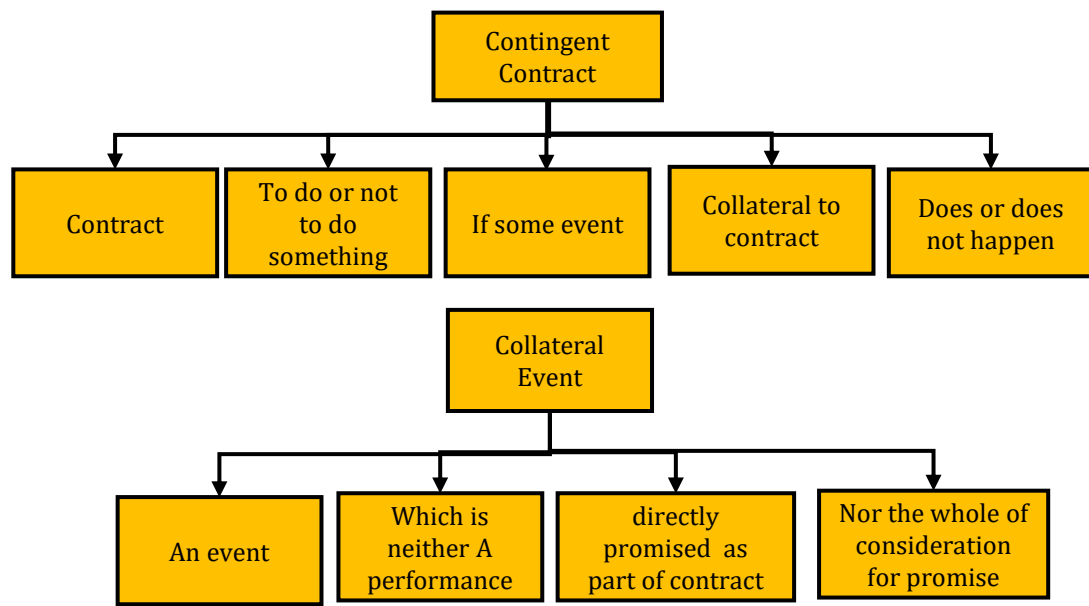 Contingent
Contract
Contract
To do or not
to do
something
If some event
Collateral to
contract
Does or does
not happen
Collateral
Event
An event
Which is
neither A
performance
directly
promised as
part of contract
Nor the whole of
consideration
for promise